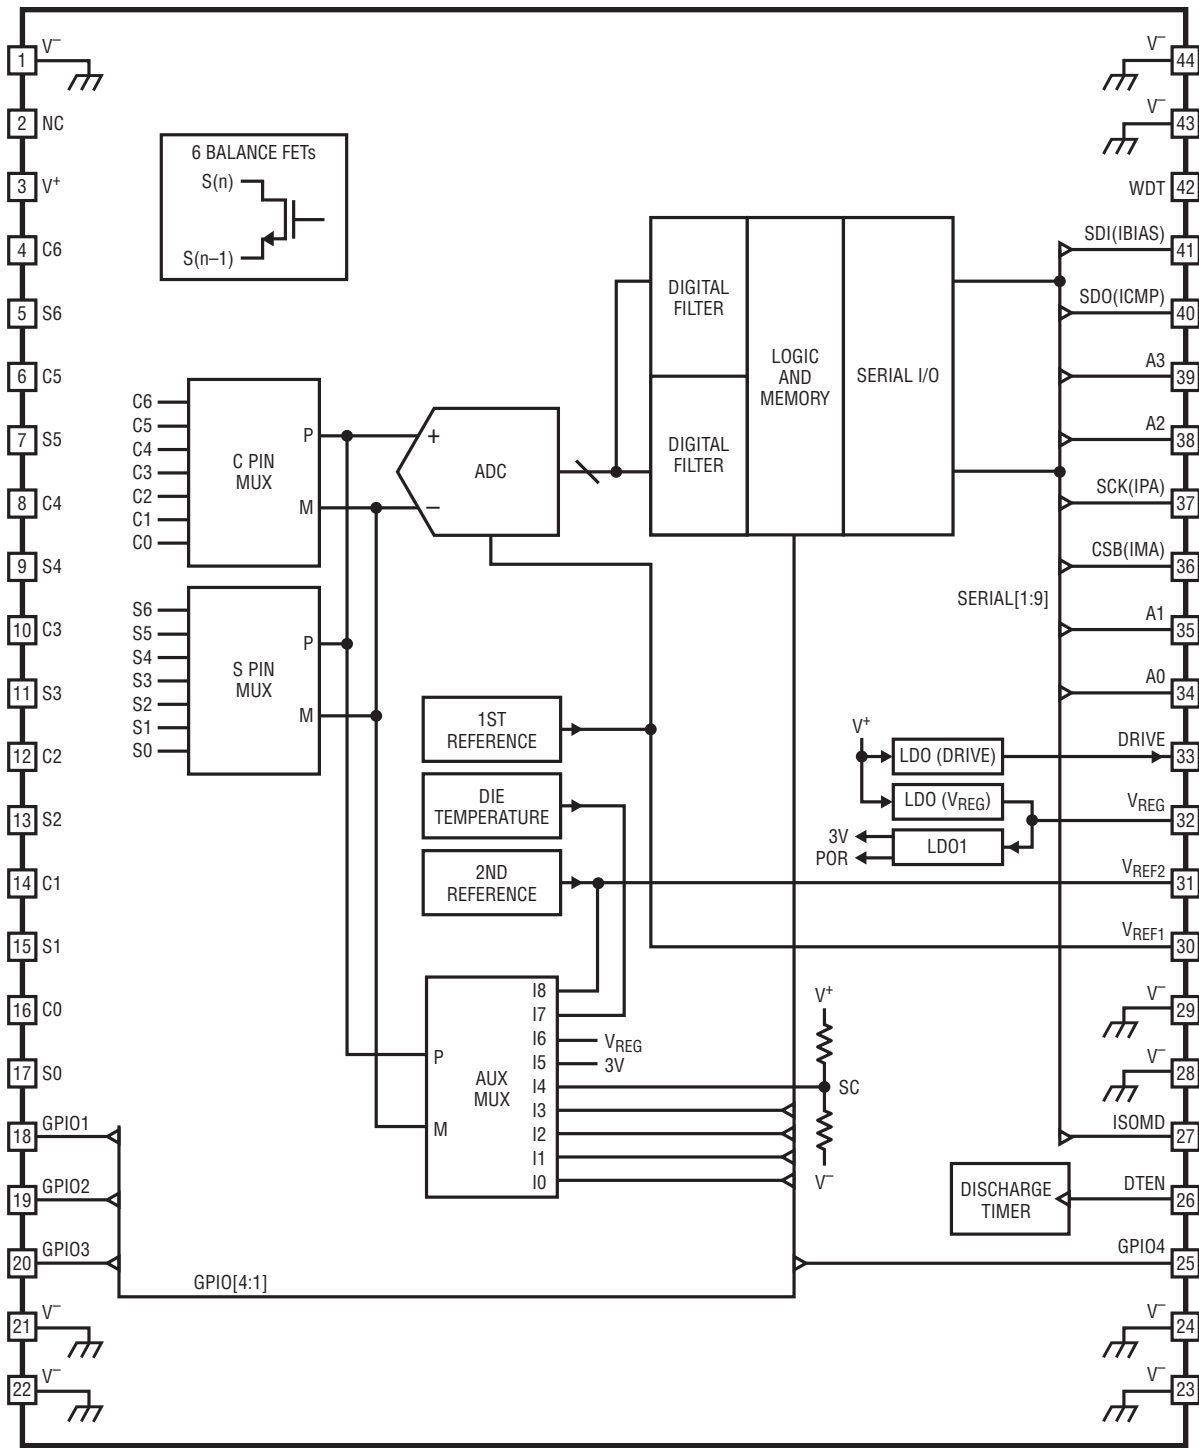 1 V–
2 NC
3 V+
4 C6
5 S6
6 C5
7 S5
8 C4
9 S4
10 C3
11 S3
12 C2
13 S2
14 C1
15 S1
16 C0
17 S0
18 GPIO1
19 GPIO2
20 GPIO3
21 V–
22 V–
6 BALANCE FETs
S(n)
S(n–1)
C6
C5
C4
C3
C2
C1
C0
C PIN
MUX
P
M
S6
S5
S4
S3
S2
S1
S0
S PIN
MUX
P
M
+
–
ADC
DIGITAL
FILTER
DIGITAL
FILTER
LOGIC
AND
MEMORY
SERIAL I/O
1ST
REFERENCE
DIE
TEMPERATURE
2ND
REFERENCE
P
M
AUX
MUX
I8
I7
I6
I5
I4
I3
I2
I1
I0
VREG
3V
V+
SC
V–
SERIAL[1:9]
V+
LDO (DRIVE)
LDO (VREG)
LDO1
3V
POR
DISCHARGE
TIMER
GPIO[4:1]
V– 44
V– 43
WDT 42
SDI(IBIAS) 41
SDO(ICMP) 40
A3 39
A2 38
SCK(IPA) 37
CSB(IMA) 36
A1 35
A0 34
DRIVE 33
VREG 32
VREF2 31
VREF1 30
V– 29
V– 28
ISOMD 27
DTEN 26
GPIO4 25
V– 24
V– 23